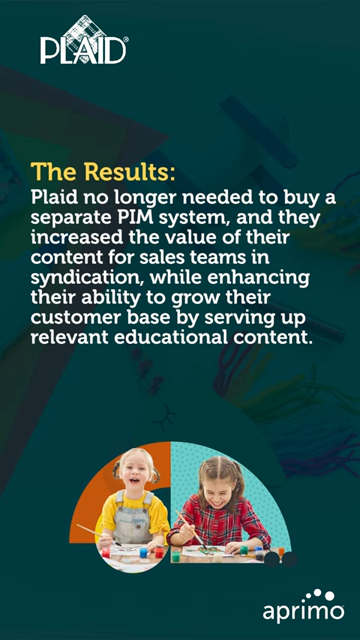 PLAID®
The Results:
Plaid no longer needed to buy a
separate PIM system, and they
increased the value of their
content for sales teams in
syndication, while enhancing
their ability to grow their
customer base by serving up
relevant educational content.
aprimo